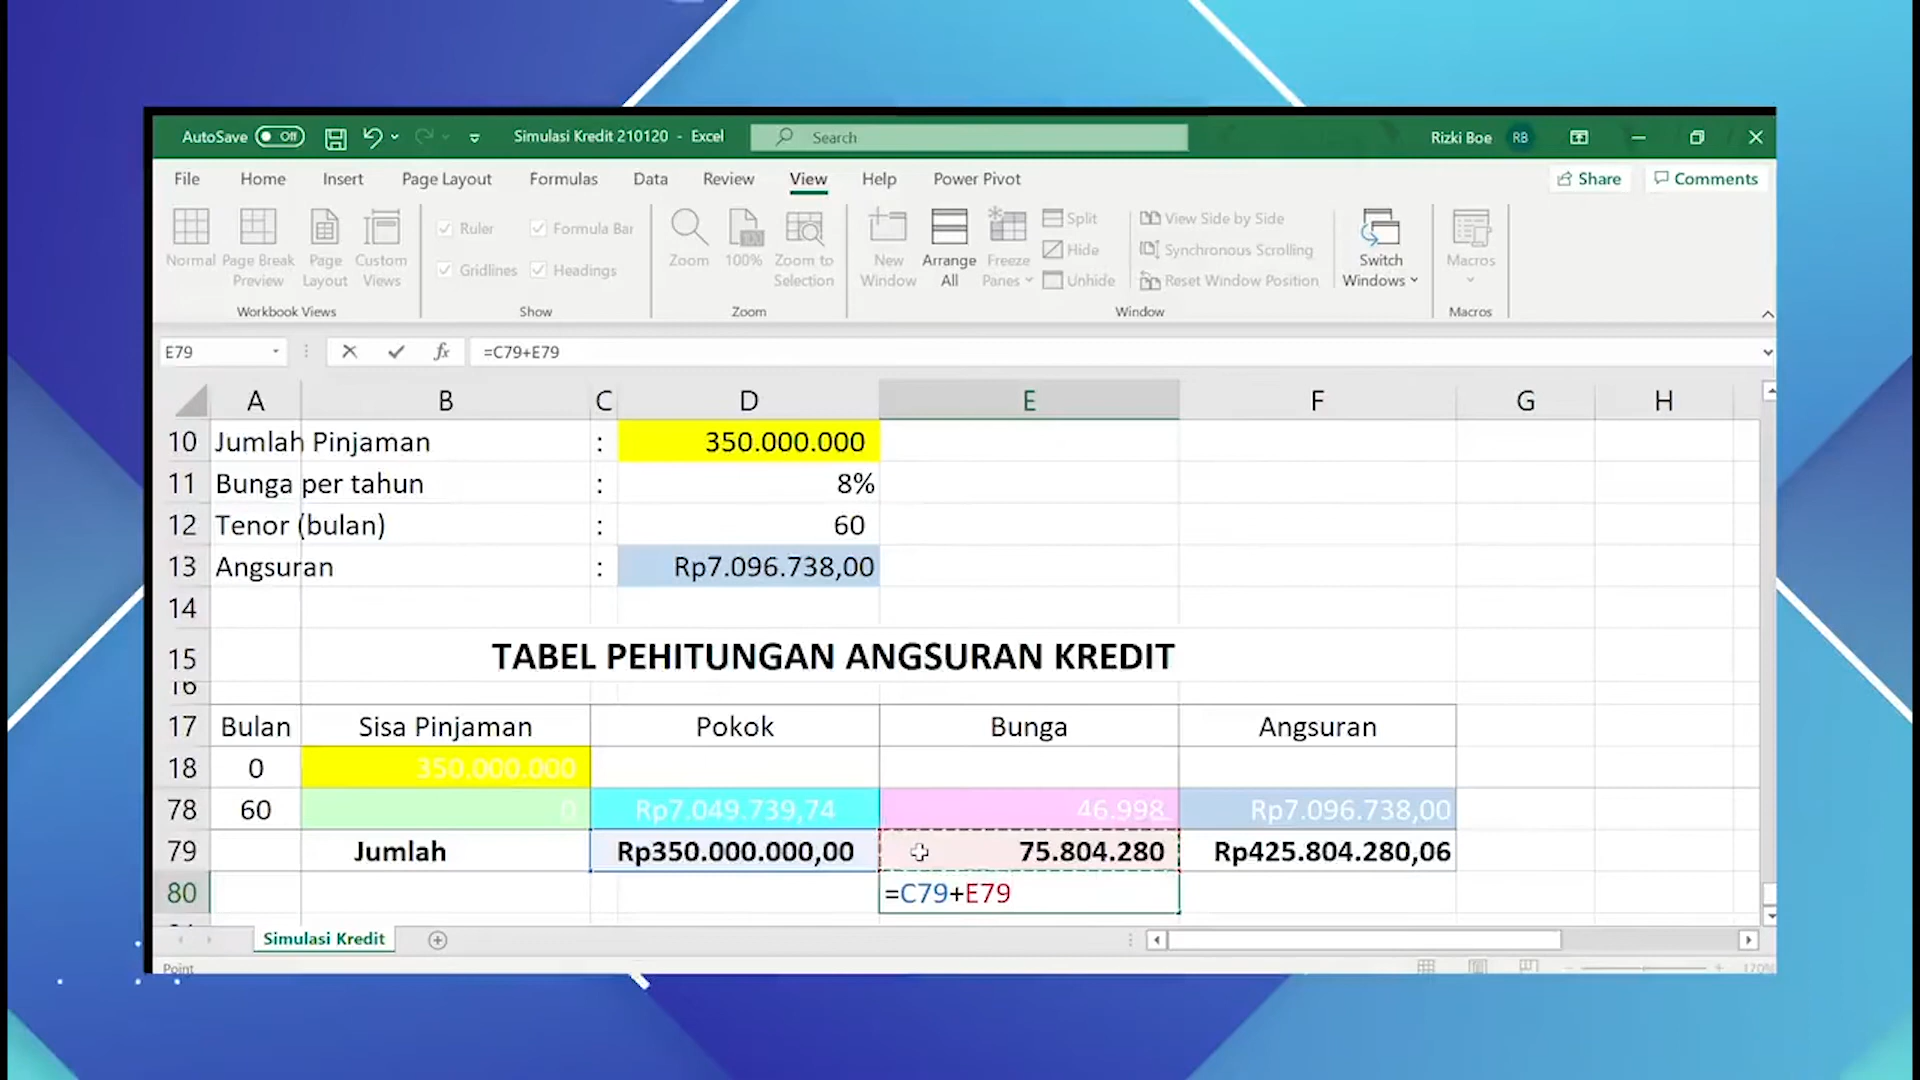 AutoSave Off Simulasi Kredit 210120 - Excel Search Rizki Boe RB
File Home Insert Page Layout Formulas Data Review View Help Power Pivot Share Comments
Normal Page Break Preview Page Layout Custom Views
Workbook Views
Ruler Formula Bar
Gridlines Headings
Show
Zoom 100% Zoom to Selection
Zoom
New Window Arrange All Freeze Panes
Split
Hide
Unhide
View Side by Side
Synchronous Scrolling
Reset Window Position
Switch Windows
Window
Macros
Macros
E79 fx =C79+E79
A B C D E F G H
10 Jumlah Pinjaman : 350.000.000
11 Bunga per tahun : 8%
12 Tenor (bulan) : 60
13 Angsuran : Rp7.096.738,00
14
15 TABEL PEHITUNGAN ANGSURAN KREDIT
16
17 Bulan Sisa Pinjaman Pokok Bunga Angsuran
18 0 350.000.000
78 60 0 Rp7.049.739,74 46.998 Rp7.096.738,00
79 Jumlah Rp350.000.000,00 75.804.280 Rp425.804.280,06
80 =C79+E79
Simulasi Kredit
Point 170%